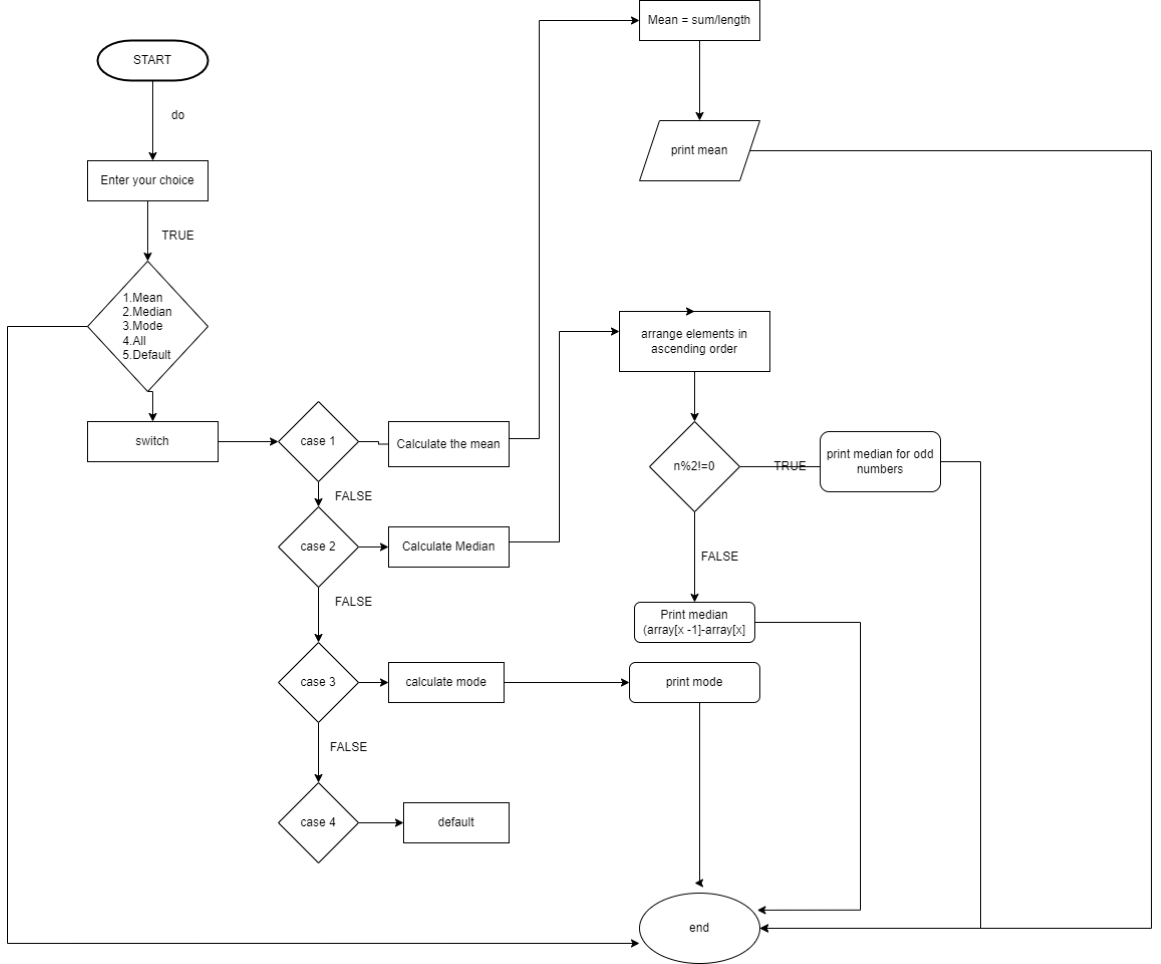 START
do
Enter your choice
TRUE
1.Mean
2.Median
3.Mode
4.All
5.Default
switch
case 1
Calculate the mean
FALSE
case 2
Calculate Median
FALSE
case 3
calculate mode
FALSE
case 4
default
Mean = sum/length
print mean
arrange elements in
ascending order
n%2!=0
TRUE
print median for odd
numbers
FALSE
Print median
(array[x -1]-array[x]
print mode
end